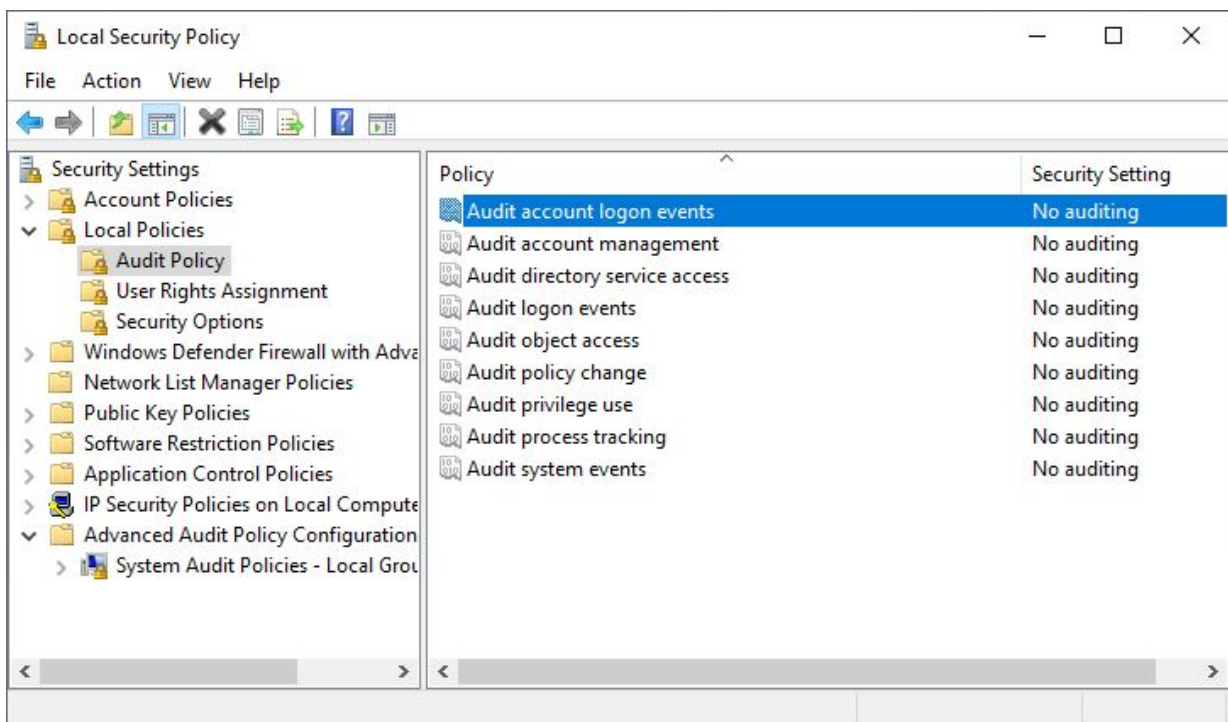 Local Security Policy
File Action View Help
Security Settings
Account Policies
Local Policies
Audit Policy
User Rights Assignment
Security Options
Windows Defender Firewall with Adva
Network List Manager Policies
Public Key Policies
Software Restriction Policies
Application Control Policies
IP Security Policies on Local Compute
Advanced Audit Policy Configuration
System Audit Policies - Local Grou
Policy Security Setting
Audit account logon events No auditing
Audit account management No auditing
Audit directory service access No auditing
Audit logon events No auditing
Audit object access No auditing
Audit policy change No auditing
Audit privilege use No auditing
Audit process tracking No auditing
Audit system events No auditing